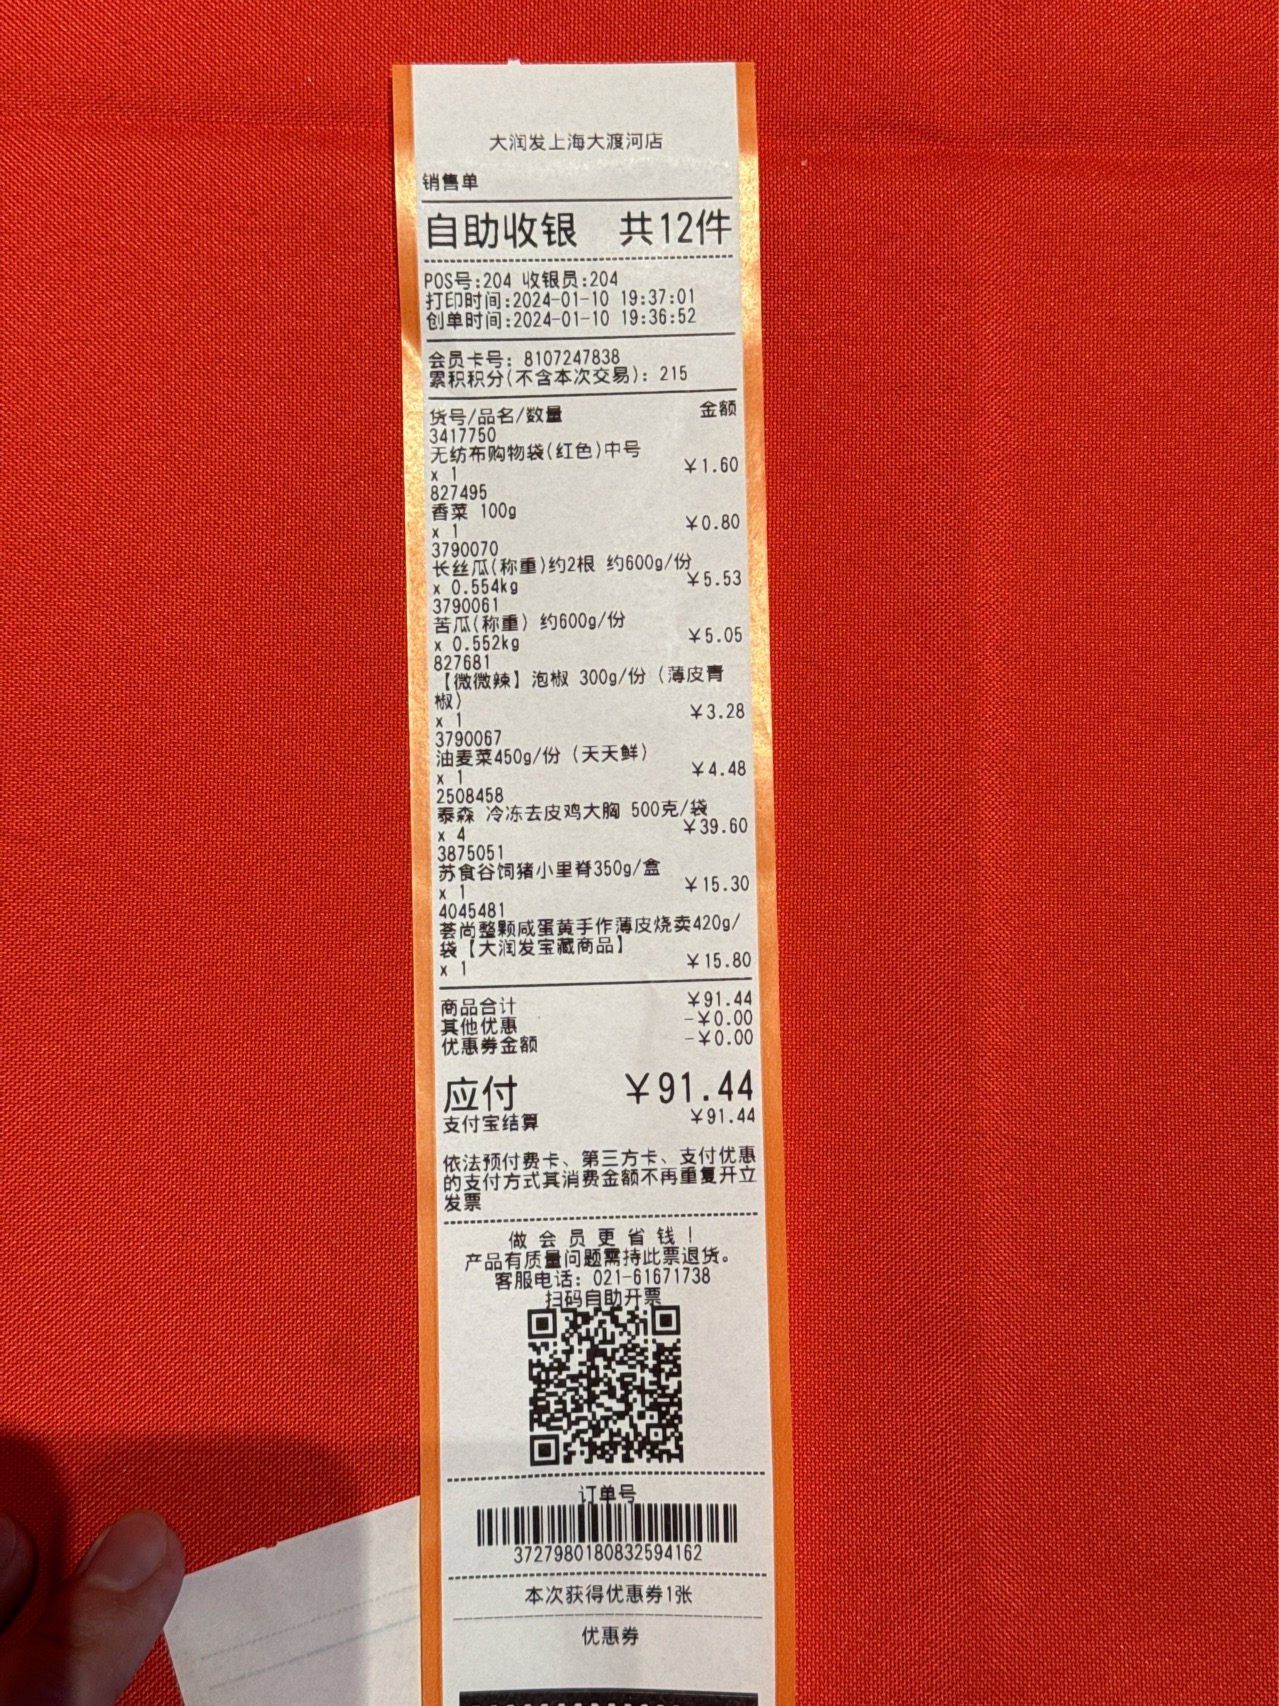 大润发上海大渡河店
销售单
自助收银 共12件
POS号:204 收银员:204
打印时间:2024-01-10 19:37:01
创单时间:2024-01-10 19:36:52
会员卡号: 8107247838
累积积分(不含本次交易): 215
货号/品名/数量 金额
3417750
无纺布购物袋(红色)中号
x 1 ¥1.60
827495
香菜 100g
x 1 ¥0.80
3790070
长丝瓜(称重)约2根 约600g/份
x 0.554kg ¥5.53
3790061
苦瓜(称重) 约600g/份
x 0.552kg ¥5.05
827681
【微微辣】泡椒 300g/份 (薄皮青
椒)
x 1 ¥3.28
3790067
油麦菜450g/份 (天天鲜)
x 1 ¥4.48
2508458
泰森 冷冻去皮鸡大胸 500克/袋
x 4 ¥39.60
3875051
苏食谷饲猪小里脊350g/盒
x 1 ¥15.30
4045481
荟尚整颗咸蛋黄手作薄皮烧卖420g/
袋【大润发宝藏商品】
x 1 ¥15.80
商品合计 ¥91.44
其他优惠 -¥0.00
优惠券金额 -¥0.00
应付 ¥91.44
支付宝结算 ¥91.44
依法预付费卡、第三方卡、支付优惠
的支付方式其消费金额不再重复开立
发票
做会员更省钱!
产品有质量问题需持此票退货。
客服电话: 021-61671738
扫码自助开票
订单号
3727980180832594162
本次获得优惠券1张
优惠券